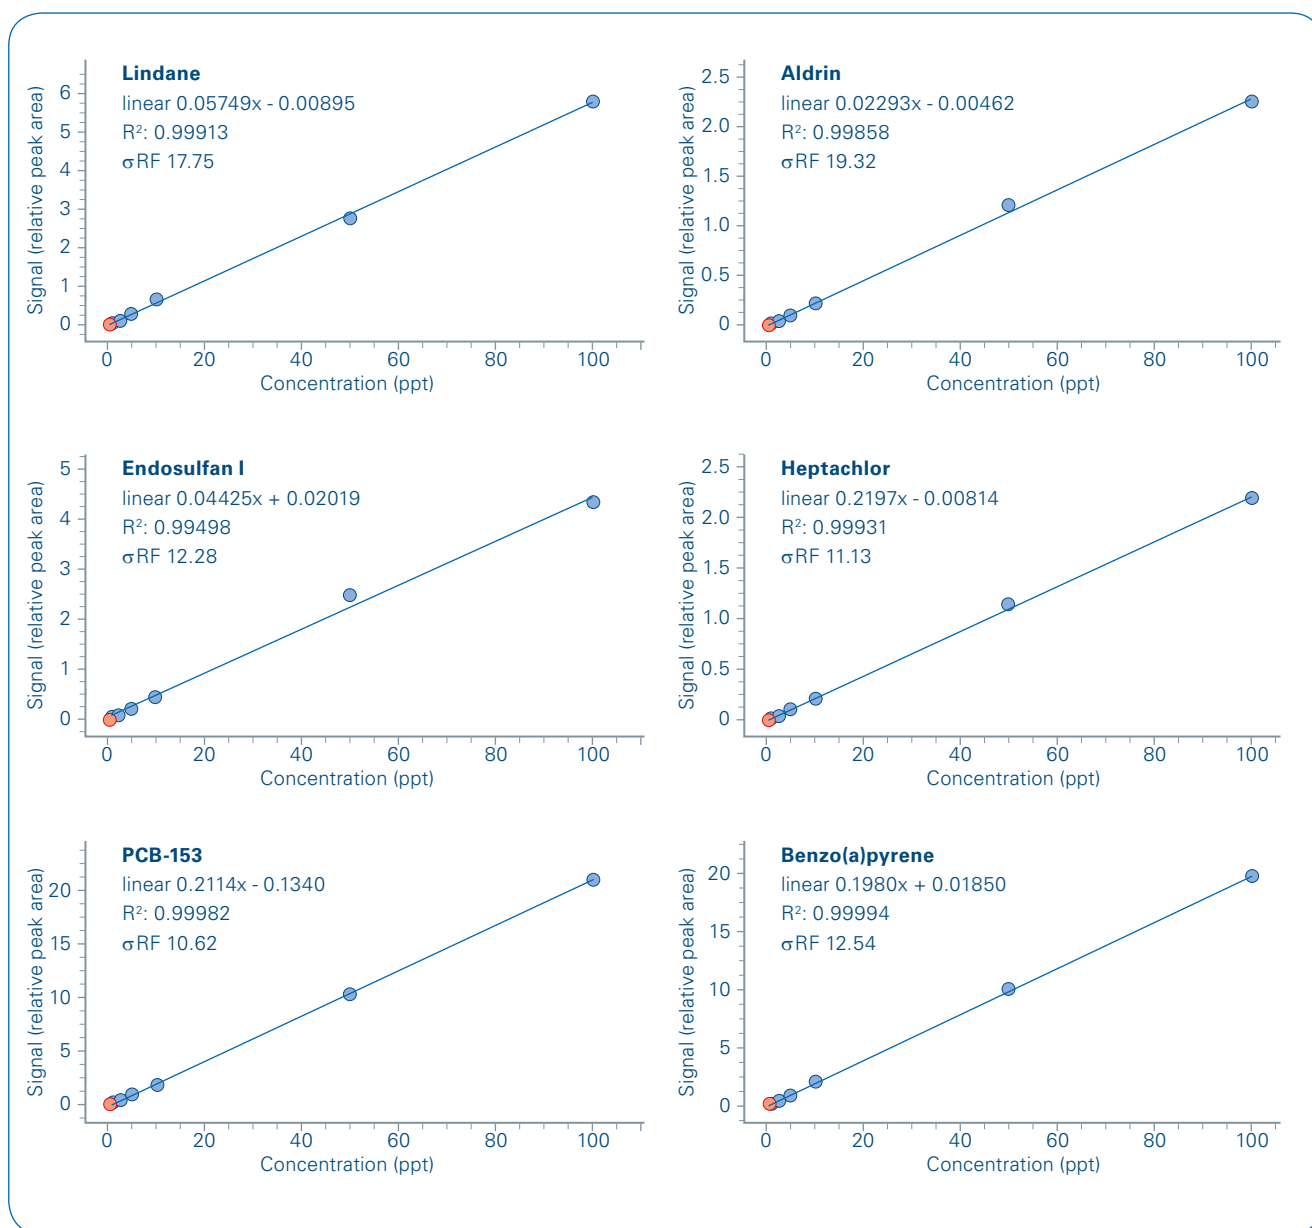 Lindane
linear 0.05749x - 0.00895
R²: 0.99913
σRF 17.75
Signal (relative peak area)
6
5
4
3
2
1
0
0 20 40 60 80 100
Concentration (ppt)
Aldrin
linear 0.02293x - 0.00462
R²: 0.99858
σRF 19.32
Signal (relative peak area)
2.5
2.0
1.5
1.0
0.5
0
0 20 40 60 80 100
Concentration (ppt)
Endosulfan I
linear 0.04425x + 0.02019
R²: 0.99498
σRF 12.28
Signal (relative peak area)
5
4
3
2
1
0
0 20 40 60 80 100
Concentration (ppt)
Heptachlor
linear 0.2197x - 0.00814
R²: 0.99931
σRF 11.13
Signal (relative peak area)
2.5
2.0
1.5
1.0
0.5
0
0 20 40 60 80 100
Concentration (ppt)
PCB-153
linear 0.2114x - 0.1340
R²: 0.99982
σRF 10.62
Signal (relative peak area)
20
15
10
5
0
0 20 40 60 80 100
Concentration (ppt)
Benzo(a)pyrene
linear 0.1980x + 0.01850
R²: 0.99994
σRF 12.54
Signal (relative peak area)
20
15
10
5
0
0 20 40 60 80 100
Concentration (ppt)